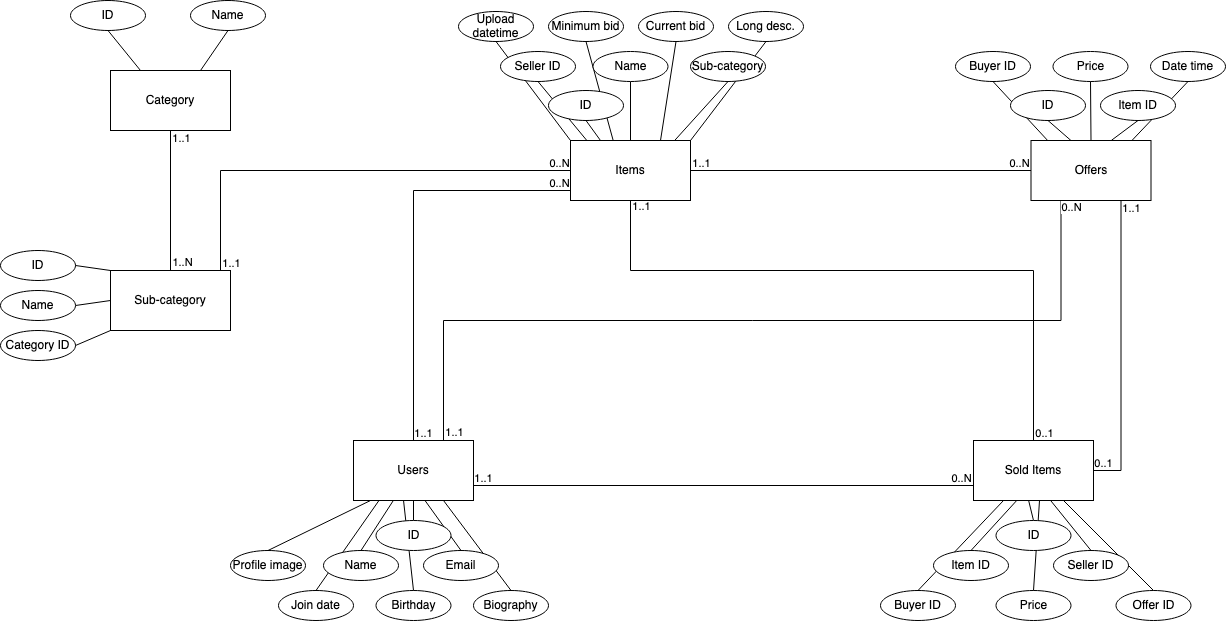 ID
Name
Category
1..1
1..N
1..1
ID
Name
Category ID
Sub-category
Upload
datetime
Minimum bid
Current bid
Long desc.
Seller ID
Name
Sub-category
ID
0..N
0..N
Items
1..1
1..1
Buyer ID
Price
Date time
ID
Item ID
0..N
Offers
0..N
1..1
1..1
1..1
Users
1..1
ID
Profile image
Name
Email
Join date
Birthday
Biography
0..1
0..1
0..N
Sold Items
ID
Item ID
Seller ID
Buyer ID
Price
Offer ID